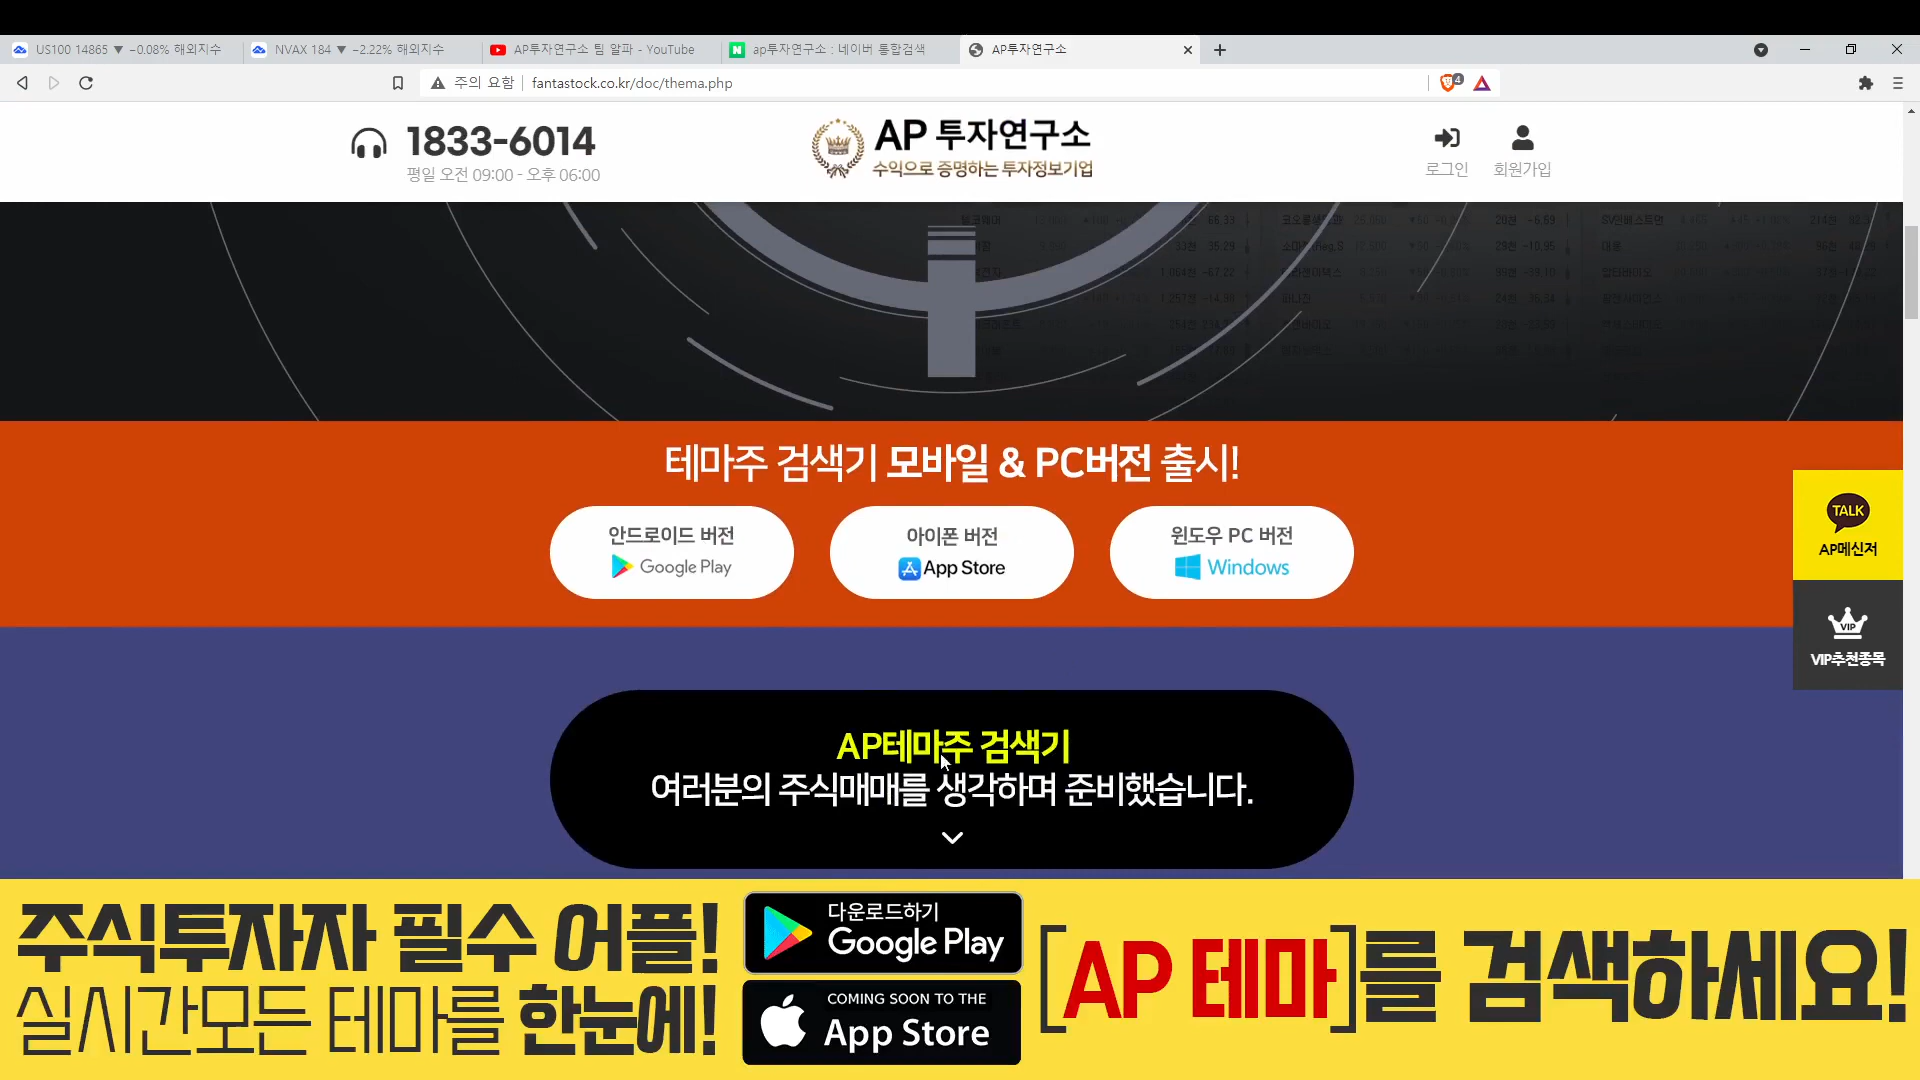 US100 14865 ▼ −0.08% 해외지수
NVAX 184 ▼ −2.22% 해외지수
AP투자연구소 팀 알파 - YouTube
ap투자연구소 : 네이버 통합검색
AP투자연구소
주의 요함
fantastock.co.kr/doc/thema.php
4
1833-6014
평일 오전 09:00 - 오후 06:00
AP 투자연구소
수익으로 증명하는 투자정보기업
로그인
회원가입
테마주 검색기 모바일 & PC버전 출시!
안드로이드 버전
Google Play
아이폰 버전
App Store
윈도우 PC 버전
Windows
TALK
AP메신저
VIP
VIP추천종목
AP테마주 검색기
여러분의 주식매매를 생각하며 준비했습니다.
주식투자자 필수 어플!
실시간모든 테마를 한눈에!
다운로드하기
Google Play
COMING SOON TO THE
App Store
[AP 테마]를 검색하세요!